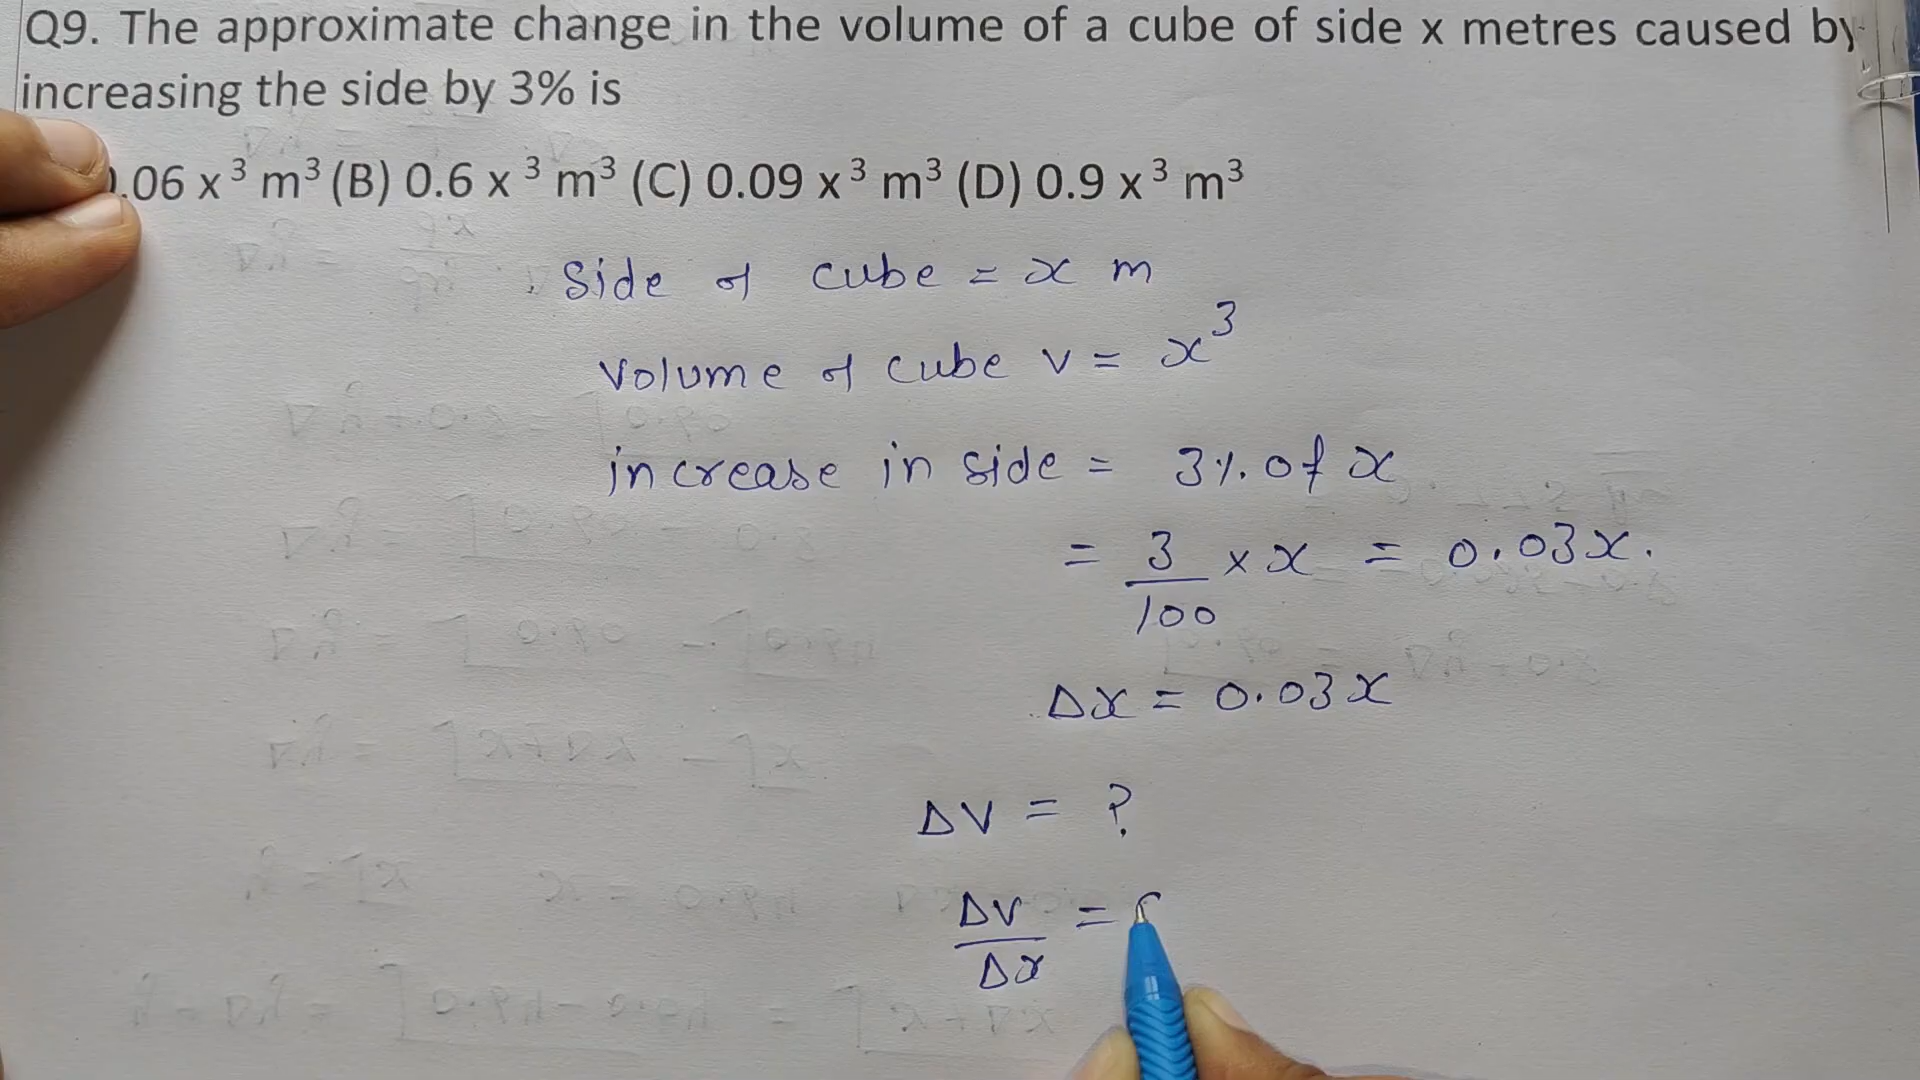 Q9. The approximate change in the volume of a cube of side x metres caused by
increasing the side by 3% is
.06 x³ m³ (B) 0.6 x³ m³ (C) 0.09 x³ m³ (D) 0.9 x³ m³
Side of cube = x m
Volume of cube v = x³
increase in side = 3% of x
= 3/100 × x = 0.03x.
Δx = 0.03x
ΔV = ?
Δv/Δx =